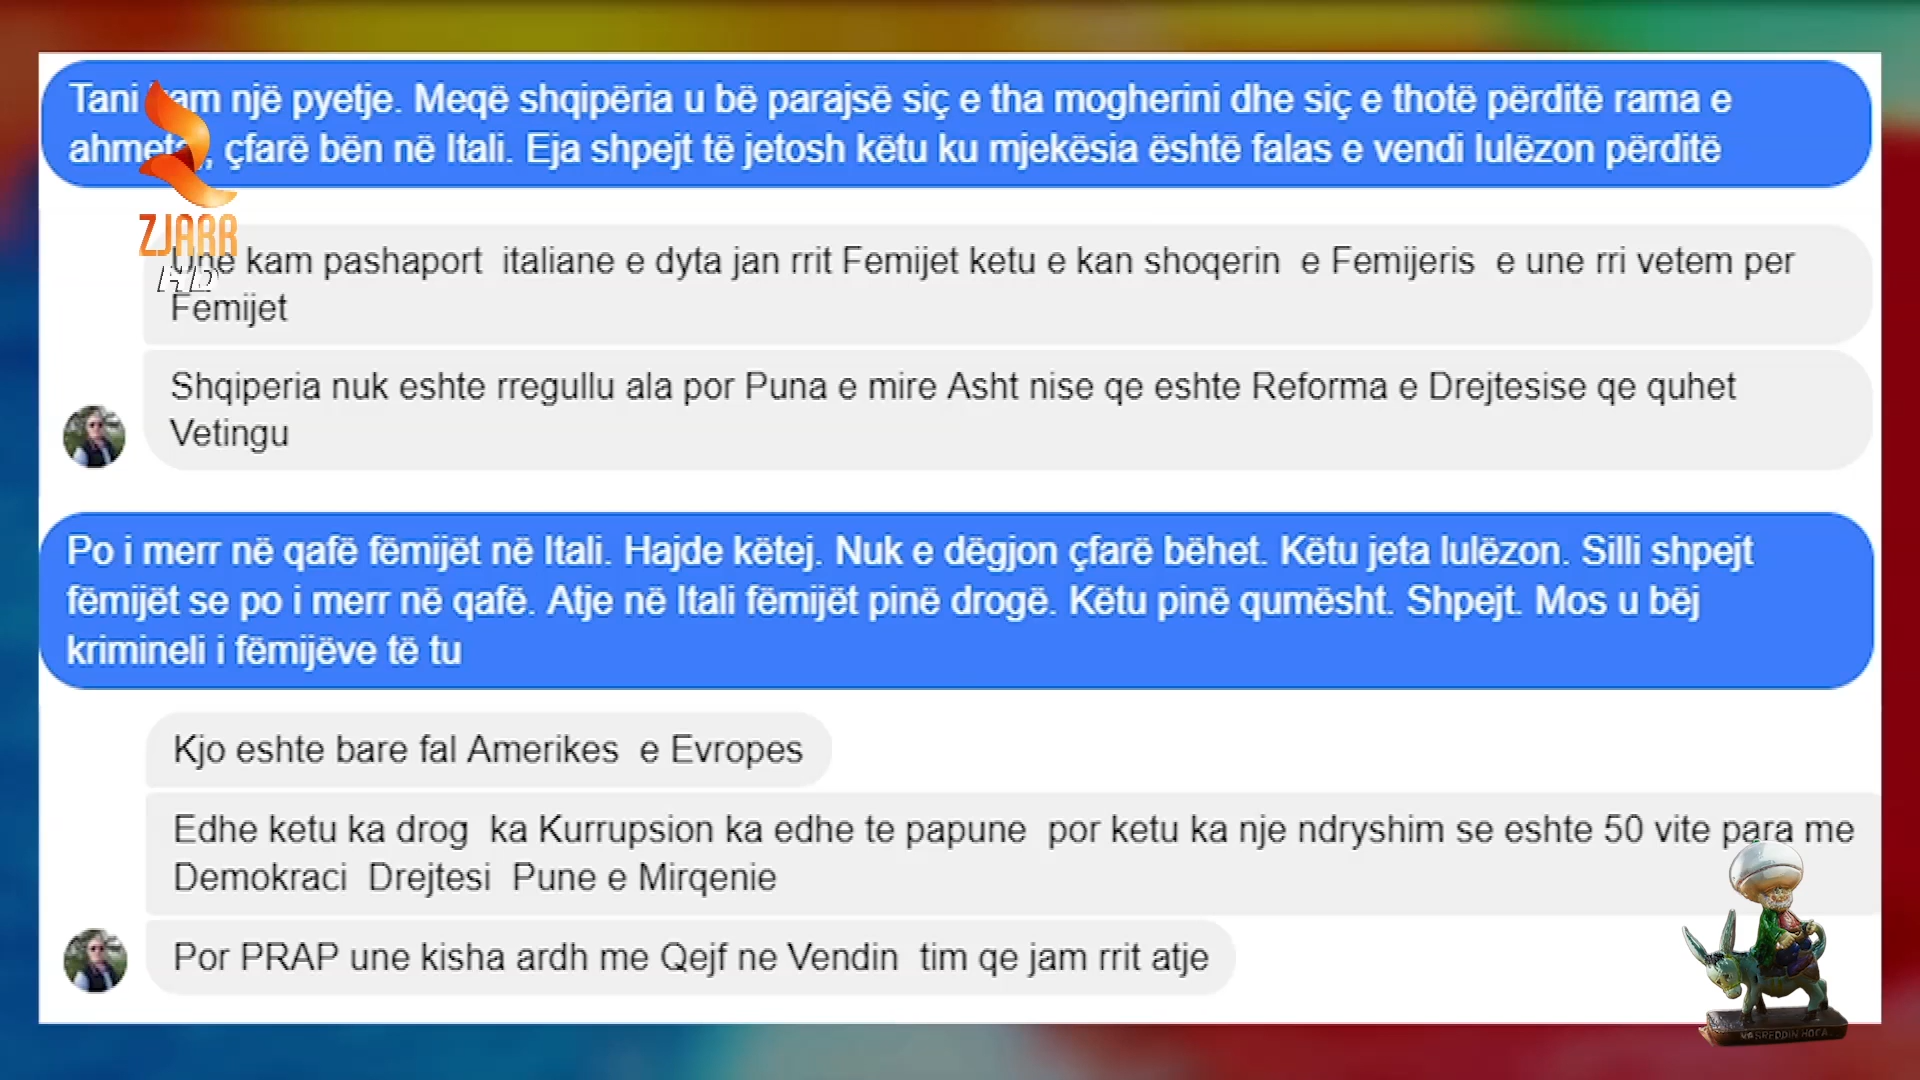 Tani kam një pyetje. Meqë shqipëria u bë parajsë siç e tha mogherini dhe siç e thotë përditë rama e
ahmetaj, çfarë bën në Itali. Eja shpejt të jetosh këtu ku mjekësia është falas e vendi lulëzon përditë
ZJARR
HD
Une kam pashaport italiane e dyta jan rrit Femijet ketu e kan shoqerin e Femijeris e une rri vetem per
Femijet
Shqiperia nuk eshte rregullu ala por Puna e mire Asht nise qe eshte Reforma e Drejtesise qe quhet
Vetingu
Po i merr në qafë fëmijët në Itali. Hajde këtej. Nuk e dëgjon çfarë bëhet. Këtu jeta lulëzon. Silli shpejt
fëmijët se po i merr në qafë. Atje në Itali fëmijët pinë drogë. Këtu pinë qumësht. Shpejt. Mos u bëj
krimineli i fëmijëve të tu
Kjo eshte bare fal Amerikes e Evropes
Edhe ketu ka drog ka Kurrupsion ka edhe te papune por ketu ka nje ndryshim se eshte 50 vite para me
Demokraci Drejtesi Pune e Mirqenie
Por PRAP une kisha ardh me Qejf ne Vendin tim qe jam rrit atje
NASREDDIN HOCA